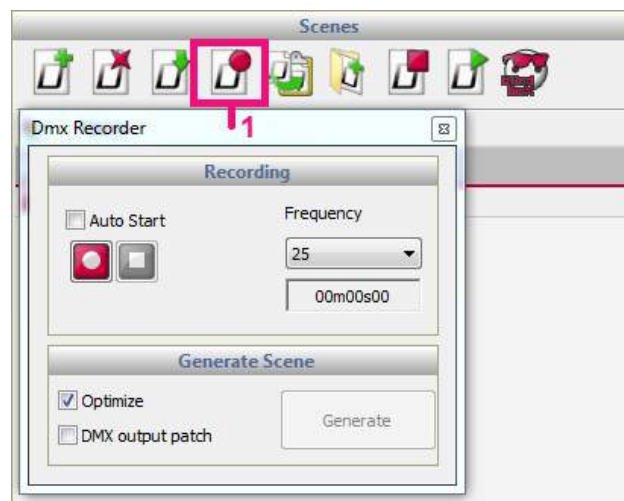 Scenes
1
Dmx Recorder
Recording
Auto Start
Frequency
25
00m00s00
Generate Scene
Optimize
DMX output patch
Generate